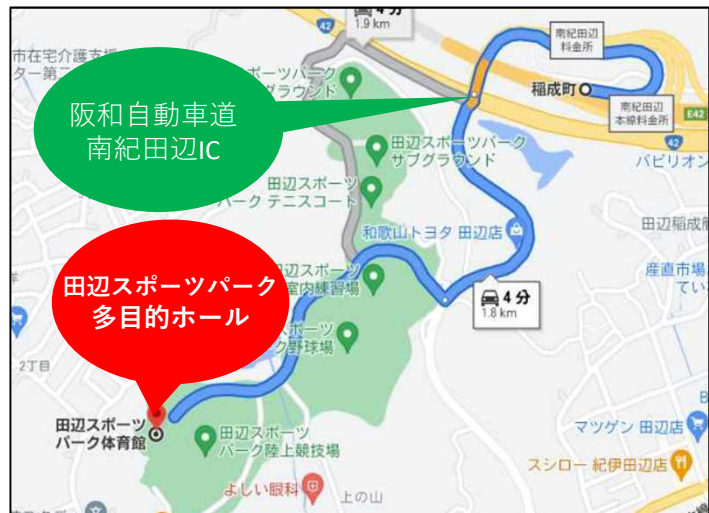 42
4分
1.9 km
市在宅介護支援
ター第二
阪和自動車道
南紀田辺IC
ポーツパーク
グラウンド
田辺スポーツパーク
サブグラウンド
田辺スポーツ
パーク テニスコート
南紀田辺
料金所
稲成町
南紀田辺
本線料金所
E42
42
パビリオン
和歌山トヨタ 田辺店
田辺稲成
産直市場
てい
田辺スポーツパーク
多目的ホール
田辺スポーツ
室内練習場
4分
1.8 km
スポーツ
ク野球場
2丁目
田辺スポーツ
パーク体育館
田辺スポーツ
パーク陸上競技場
マツゲン 田辺店
スシロー 紀伊田辺店
よしい眼科
上の山